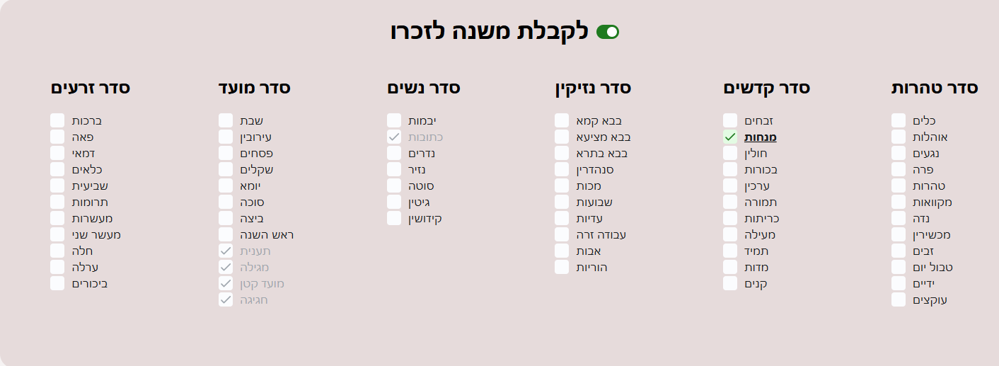 לקבלת משנה לזכרו
סדר זרעים
ברכות
פאה
דמאי
כלאים
שביעית
תרומות
מעשרות
מעשר שני
חלה
ערלה
ביכורים
סדר מועד
שבת
עירובין
פסחים
שקלים
יומא
סוכה
ביצה
ראש השנה
תענית
מגילה
מועד קטן
חגיגה
סדר נשים
יבמות
כתובות
נדרים
נזיר
סוטה
גיטין
קידושין
סדר נזיקין
בבא קמא
בבא מציעא
בבא בתרא
סנהדרין
מכות
שבועות
עדיות
עבודה זרה
אבות
הוריות
סדר קדשים
זבחים
מנחות
חולין
בכורות
ערכין
תמורה
כריתות
מעילה
תמיד
מדות
קנים
סדר טהרות
כלים
אוהלות
נגעים
פרה
טהרות
מקוואות
נדה
מכשירין
זבים
טבול יום
ידיים
עוקצים